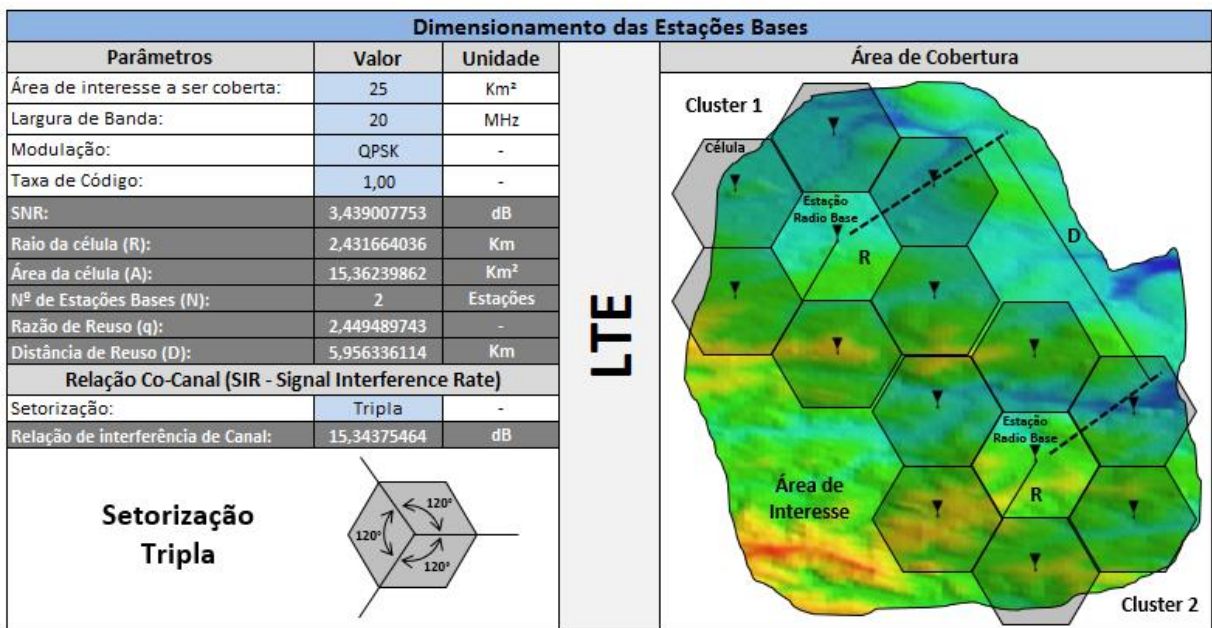 Dimensionamento das Estações Bases
Parâmetros Valor Unidade
Área de interesse a ser coberta: 25 Km²
Largura de Banda: 20 MHz
Modulação: QPSK -
Taxa de Código: 1,00 -
SNR: 3,439007753 dB
Raio da célula (R): 2,431664036 Km
Área da célula (A): 15,36239862 Km²
Nº de Estações Bases (N): 2 Estações
Razão de Reuso (q): 2,449489743 -
Distância de Reuso (D): 5,956336114 Km
Relação Co-Canal (SIR - Signal Interference Rate)
Setorização: Tripla -
Relação de interferência de Canal: 15,34375464 dB
Setorização
Tripla
120°
120°
120°
LTE
Área de Cobertura
Cluster 1
Célula
Estação
Radio Base
R
D
Estação
Radio Base
R
Área de
Interesse
Cluster 2